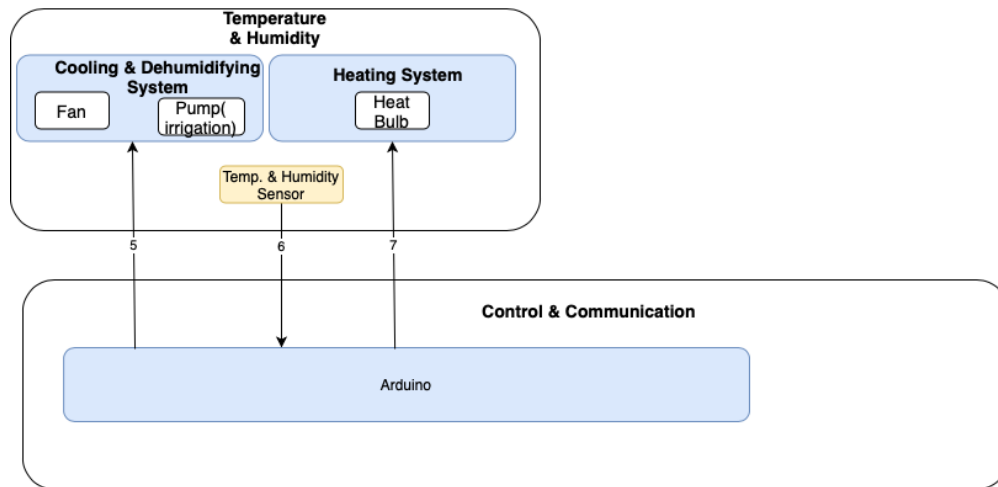 Temperature
& Humidity
Cooling & Dehumidifying
System
Heating System
Fan
Pump(
irrigation)
Heat
Bulb
Temp. & Humidity
Sensor
5
6
7
Control & Communication
Arduino